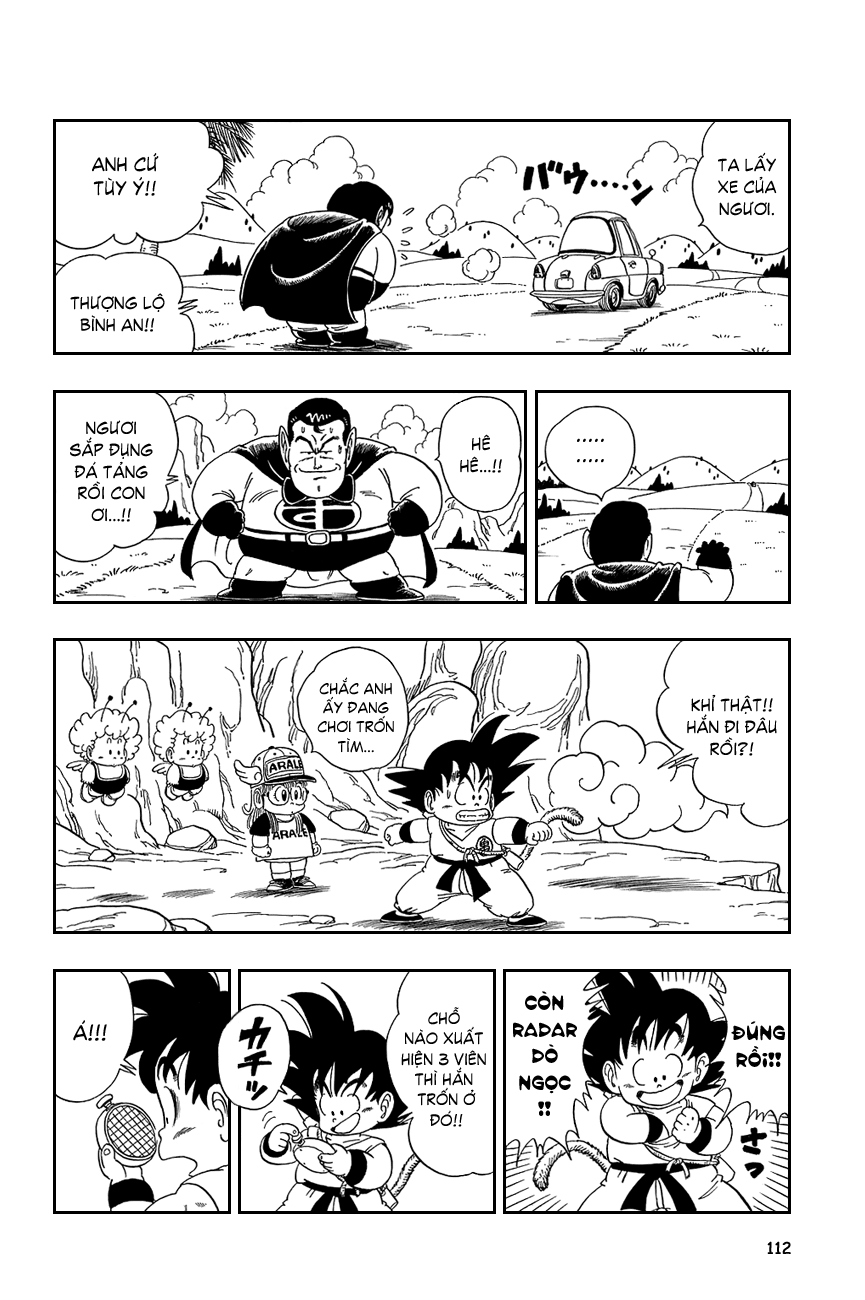 TA LẤY
XE CỦA
NGƯƠI.
バウ.....ン
ANH CỨ
TÙY Ý!!
THƯỢNG LỘ
BÌNH AN!!
.....
.....
HÊ
HÊ...!!
NGƯƠI
SẮP ĐỤNG
ĐÁ TẢNG
RỒI CON
ƠI...!!
KHỈ THẬT!!
HẮN ĐI ĐÂU
RỒI?!
CHẮC ANH
ẤY ĐANG
CHƠI TRỐN
TÌM...
ARALE
ARALE
ĐÚNG
RỒI!!
CÒN
RADAR
DÒ
NGỌC
!!
さっ
CHỖ
NÀO XUẤT
HIỆN 3 VIÊN
THÌ HẮN
TRỐN Ở
ĐÓ!!
カチッ
Á!!!
112